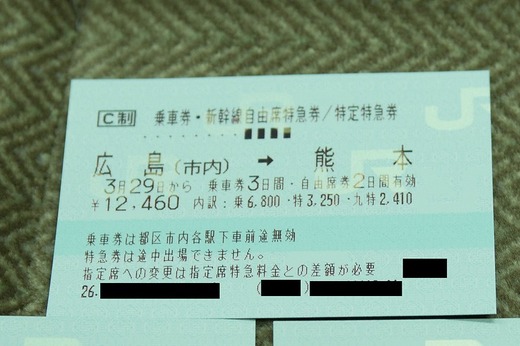 C制 乗車券・新幹線自由席特急券/特定特急券
広島(市内) → 熊本
3月29日から 乗車券3日間・自由席券2日間有効
¥12,460 内訳:乗6,800・特3,250・九特2,410
乗車券は都区市内各駅下車前途無効
特急券は途中出場できません。
指定席への変更は指定席特急料金との差額が必要
26.